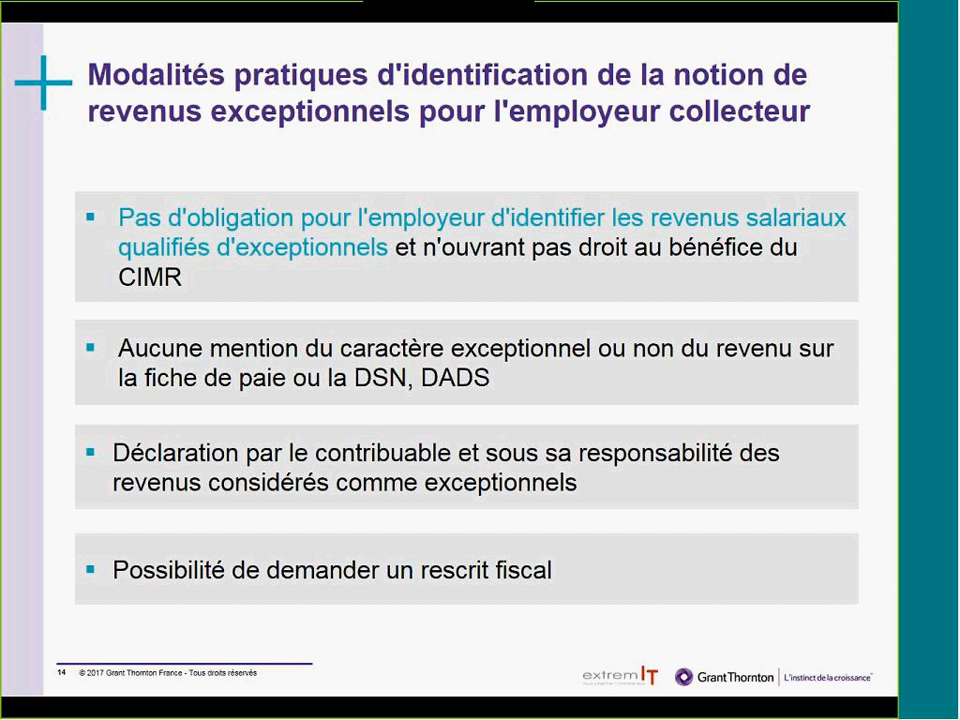 Modalités pratiques d'identification de la notion de
revenus exceptionnels pour l'employeur collecteur
▪ Pas d'obligation pour l'employeur d'identifier les revenus salariaux
qualifiés d'exceptionnels et n'ouvrant pas droit au bénéfice du
CIMR
▪ Aucune mention du caractère exceptionnel ou non du revenu sur
la fiche de paie ou la DSN, DADS
▪ Déclaration par le contribuable et sous sa responsabilité des
revenus considérés comme exceptionnels
▪ Possibilité de demander un rescrit fiscal
14 © 2017 Grant Thornton France - Tous droits réservés
extremIT
Grant Thornton
L'instinct de la croissance